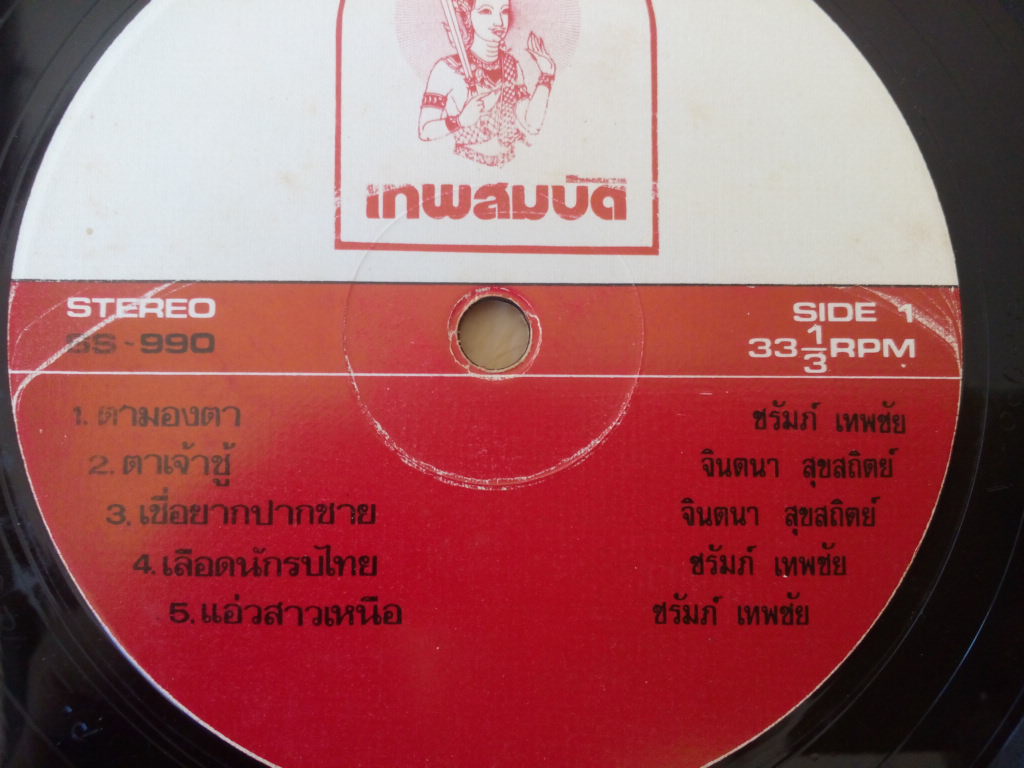 เทพสมบัติ
STEREO
SIDE 1
SS-990
33 1/3 RPM
1. ตามองตา ชรัมภ์ เทพชัย
2. ตาเจ้าชู้ จินตนา สุขสถิตย์
3. เชื่อยากปากชาย จินตนา สุขสถิตย์
4. เลือดนักรบไทย ชรัมภ์ เทพชัย
5. แอ่วสาวเหนือ ชรัมภ์ เทพชัย